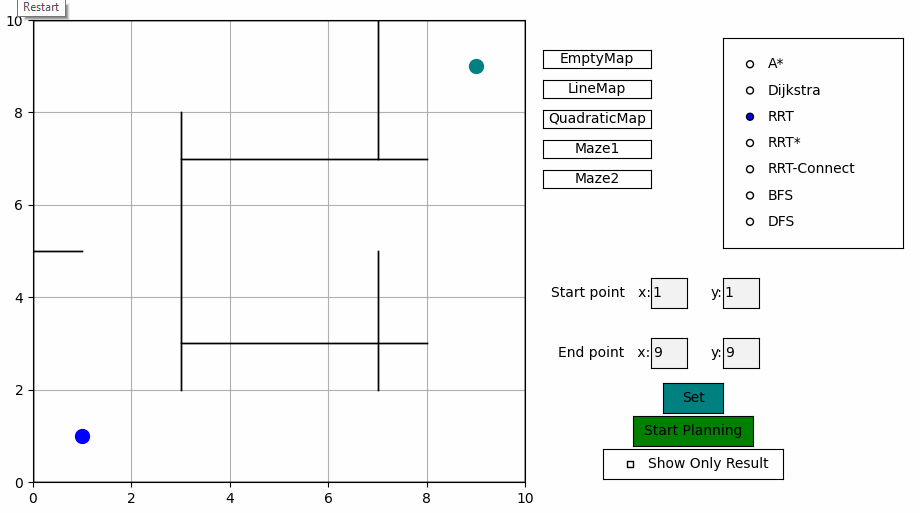 Restart
10
8
6
4
2
0
0 2 4 6 8 10
EmptyMap
LineMap
QuadraticMap
Maze1
Maze2
A*
Dijkstra
RRT
RRT*
RRT-Connect
BFS
DFS
Start point x: 1 y: 1
End point x: 9 y: 9
Set
Start Planning
Show Only Result